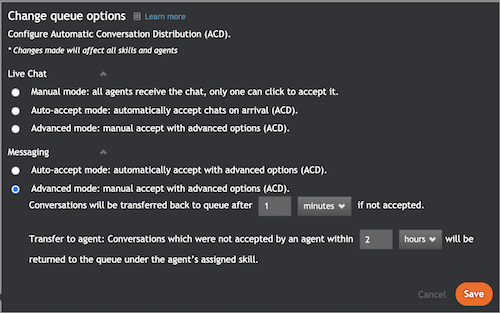 Change queue options Learn more
Configure Automatic Conversation Distribution (ACD).
* Changes made will affect all skills and agents
Live Chat
Manual mode: all agents receive the chat, only one can click to accept it.
Auto-accept mode: automatically accept chats on arrival (ACD).
Advanced mode: manual accept with advanced options (ACD).
Messaging
Auto-accept mode: automatically accept with advanced options (ACD).
Advanced mode: manual accept with advanced options (ACD).
Conversations will be transferred back to queue after 1 minutes if not accepted.
Transfer to agent: Conversations which were not accepted by an agent within 2 hours will be
returned to the queue under the agent's assigned skill.
Cancel Save